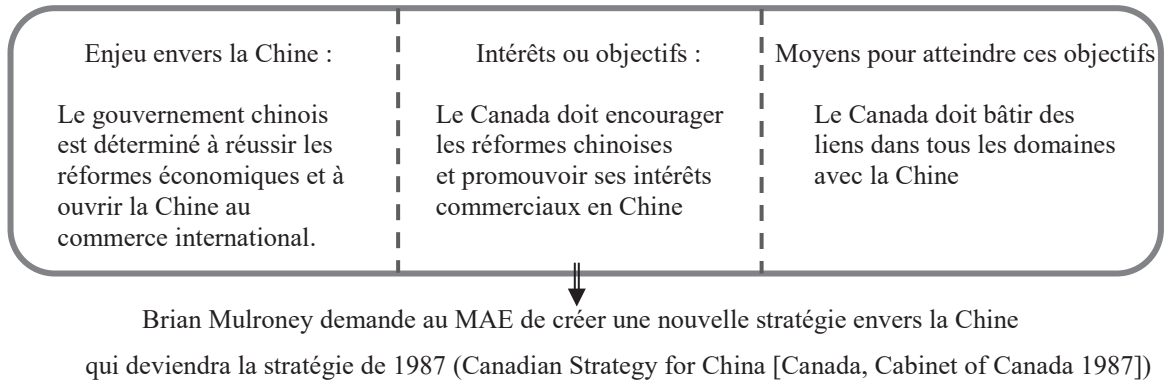 Enjeu envers la Chine :
Le gouvernement chinois
est déterminé à réussir les
réformes économiques et à
ouvrir la Chine au
commerce international.
Intérêts ou objectifs :
Le Canada doit encourager
les réformes chinoises
et promouvoir ses intérêts
commerciaux en Chine
Moyens pour atteindre ces objectifs
Le Canada doit bâtir des
liens dans tous les domaines
avec la Chine
Brian Mulroney demande au MAE de créer une nouvelle stratégie envers la Chine
qui deviendra la stratégie de 1987 (Canadian Strategy for China [Canada, Cabinet of Canada 1987])